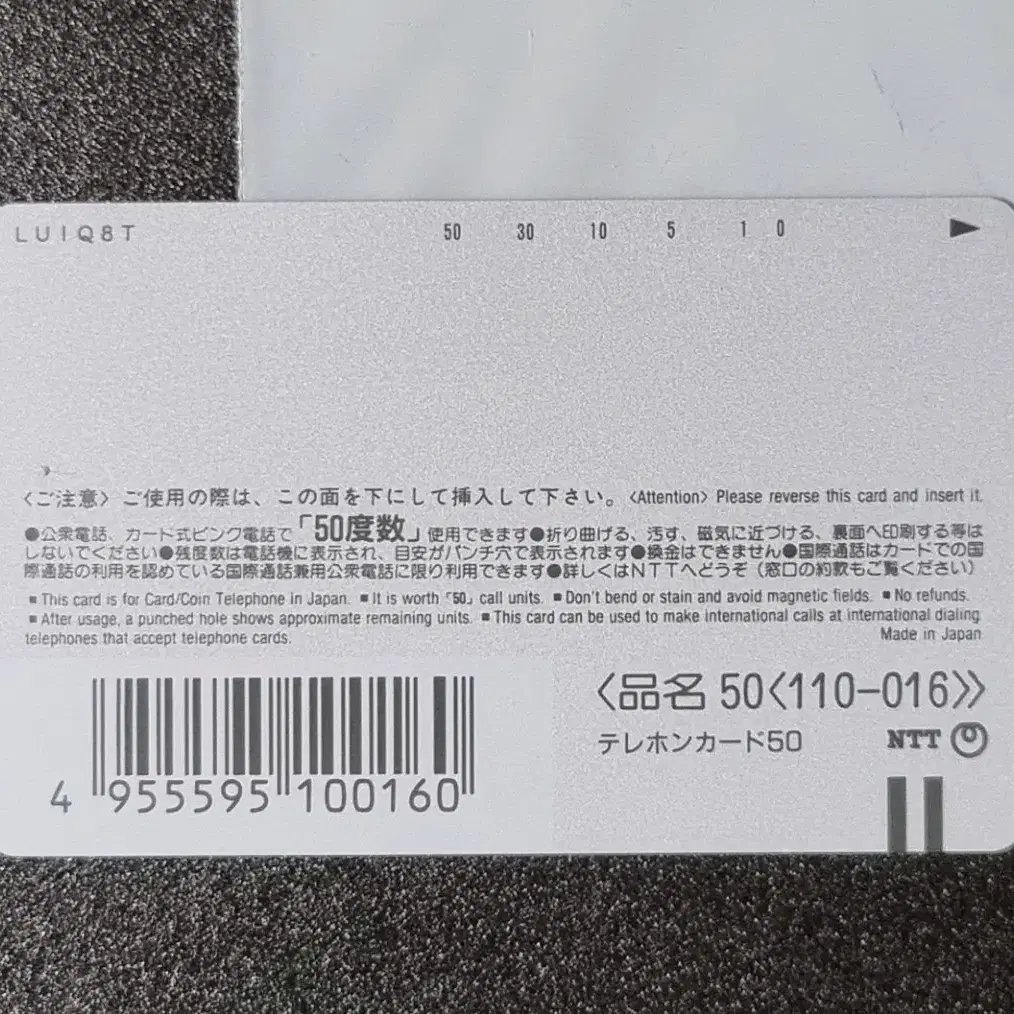 LU1Q8T 50 30 10 5 1 0
〈ご注意〉ご使用の際は、この面を下にして挿入して下さい。〈Attention〉Please reverse this card and insert it.
●公衆電話、カード式ピンク電話で「50度数」使用できます●折り曲げる、汚す、磁気に近づける、裏面へ印刷する等は
しないでください●残度数は電話機に表示され、目安がパンチ穴で表示されます●換金はできません●国際通話はカードでの国
際通話の利用を認めている国際通話兼用公衆電話に限り利用できます●詳しくはNTTへどうぞ(窓口の約款もご覧ください)
■This card is for Card/Coin Telephone in Japan. ■It is worth「50」call units. ■Don't bend or stain and avoid magnetic fields. ■No refunds.
■After usage, a punched hole shows approximate remaining units. ■This card can be used to make international calls at international dialing
telephones that accept telephone cards. Made in Japan
〈品名 50〈110-016〉〉
テレホンカード50 NTT
4 955595 100160